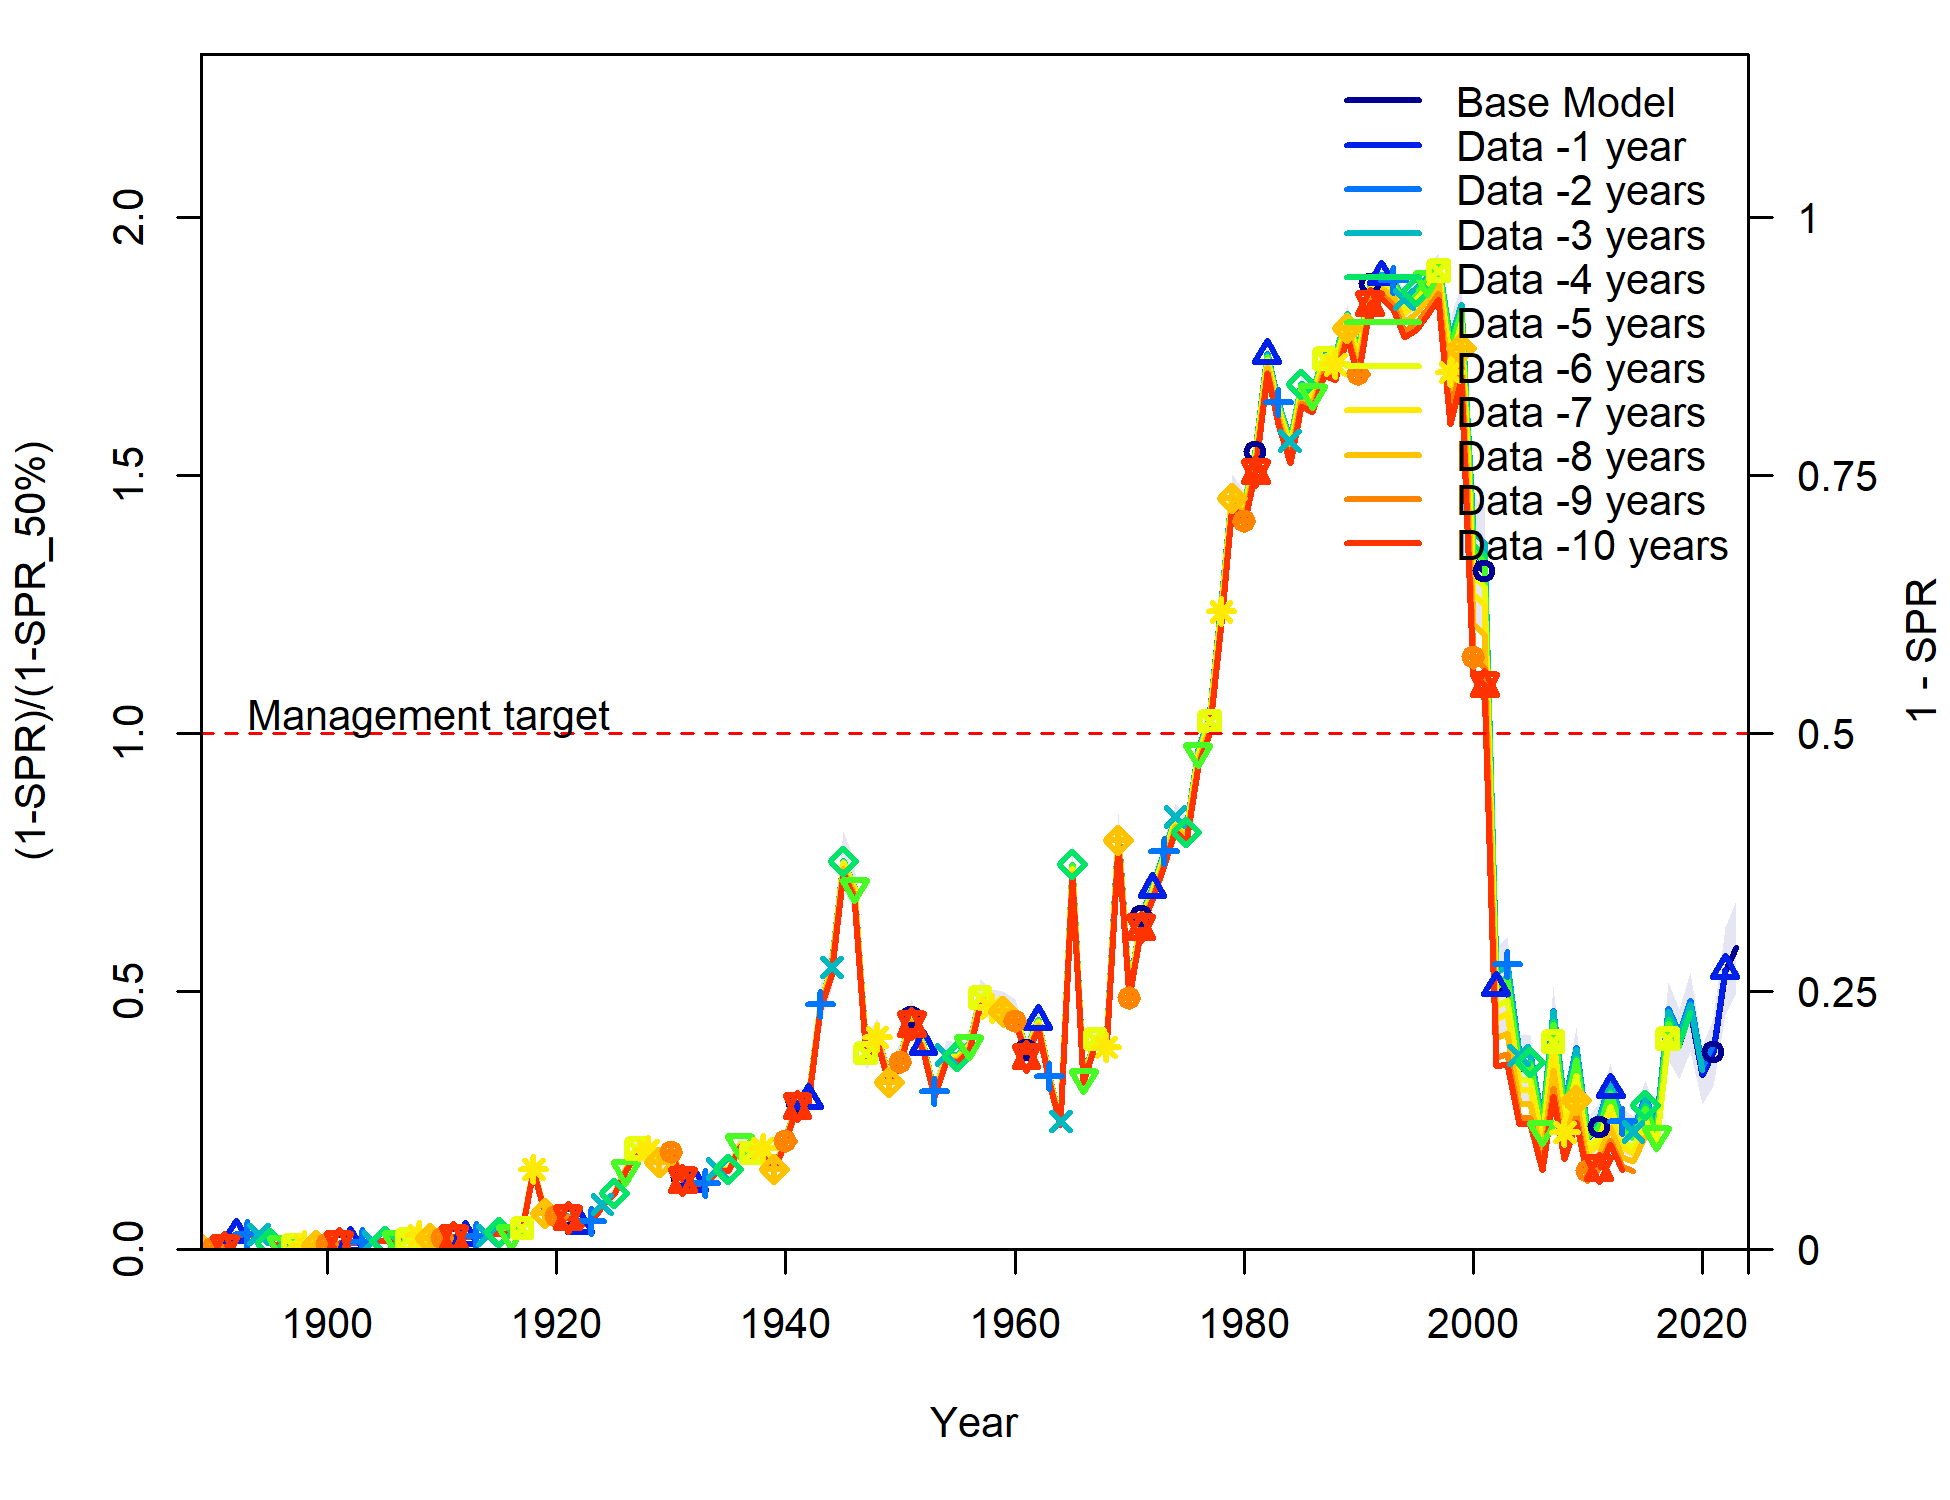 2.0
1.5
1.0
0.5
0.0
(1-SPR)/(1-SPR_50%)
Base Model
Data -1 year
Data -2 years
Data -3 years
Data -4 years
Data -5 years
Data -6 years
Data -7 years
Data -8 years
Data -9 years
Data -10 years
Management target
1
0.75
0.5
0.25
0
1 - SPR
1900 1920 1940 1960 1980 2000 2020
Year